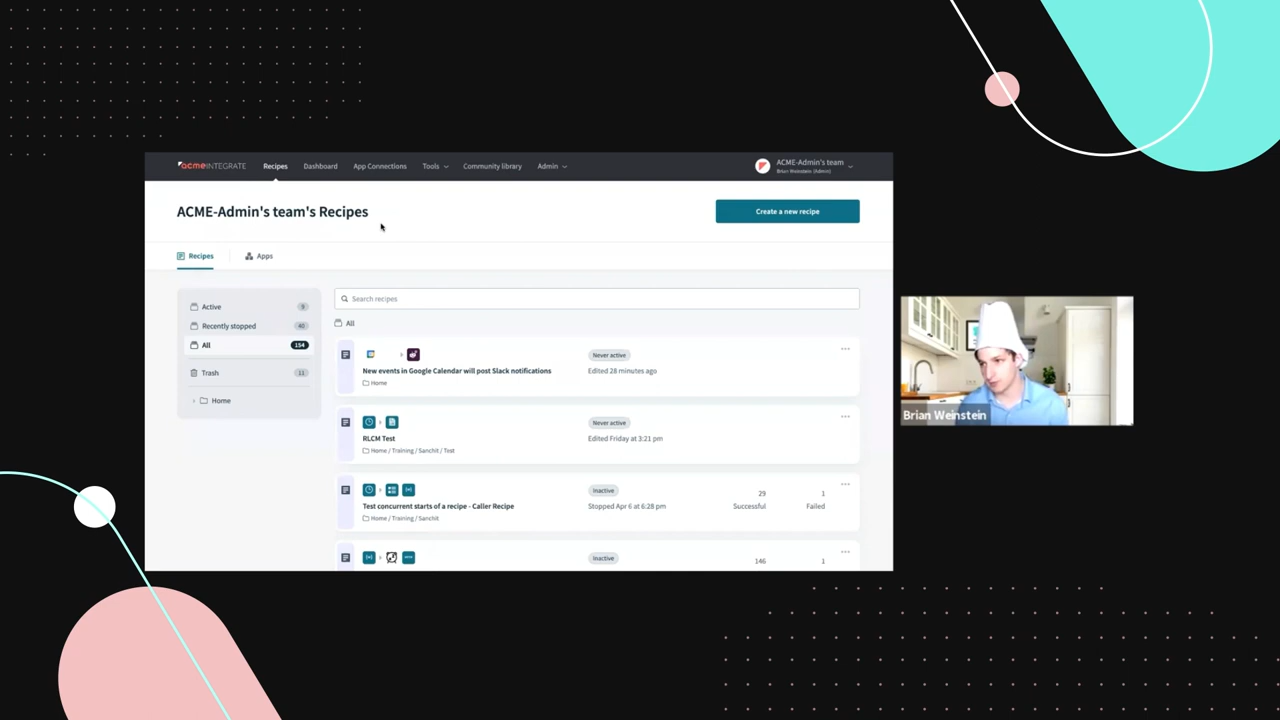 acmeINTEGRATE Recipes Dashboard App Connections Tools Community library Admin ACME-Admin's team
Brian Weinstein (Admin)
ACME-Admin's team's Recipes
Create a new recipe
Recipes Apps
Active 9
Recently stopped 40
All 154
Trash 11
Home
Search recipes
All
New events in Google Calendar will post Slack notifications
Home
Never active
Edited 28 minutes ago
RLCM Test
Home / Training / Sanchit / Test
Never active
Edited Friday at 3:21 pm
Test concurrent starts of a recipe - Caller Recipe
Home / Training / Sanchit
Inactive
Stopped Apr 6 at 6:28 pm
29
Successful
1
Failed
Inactive
146
1
Brian Weinstein